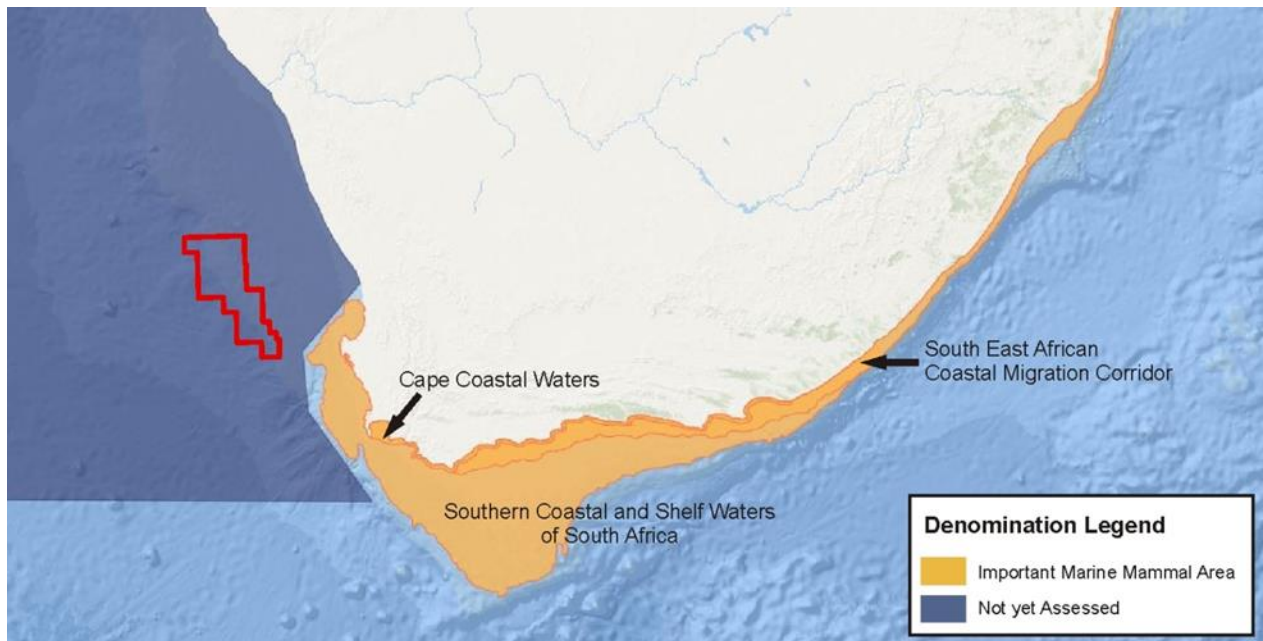 South East African
Coastal Migration Corridor
Cape Coastal Waters
Southern Coastal and Shelf Waters
of South Africa
Denomination Legend
Important Marine Mammal Area
Not yet Assessed